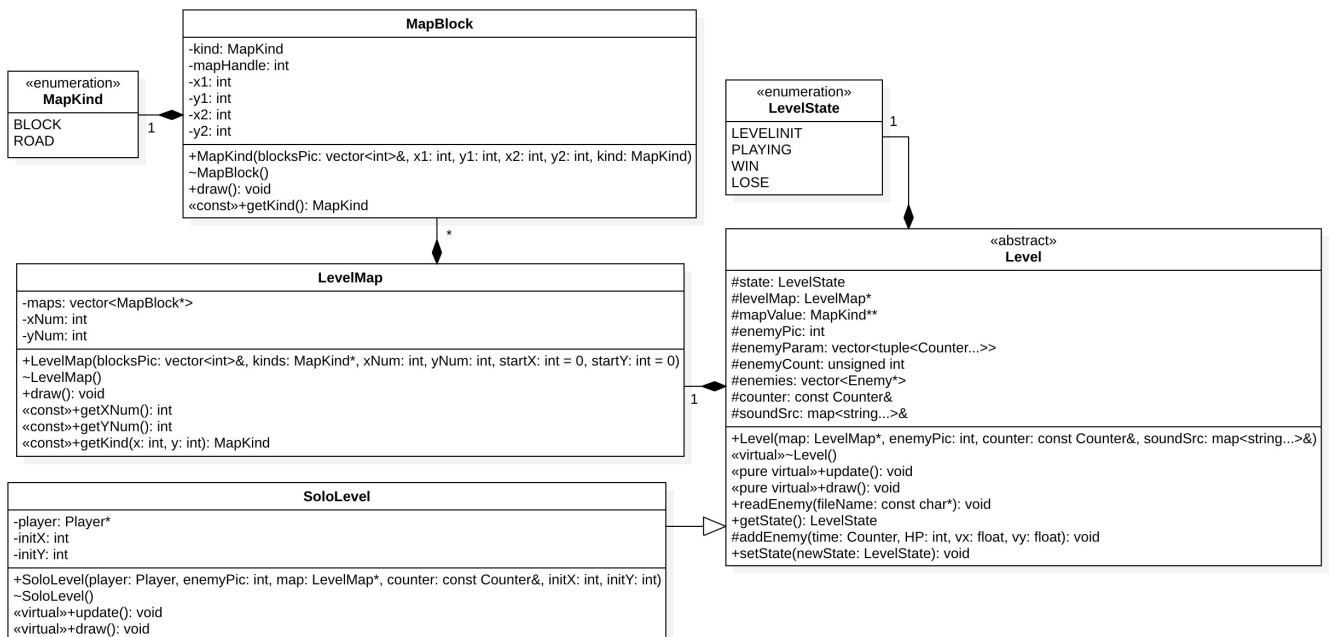 «enumeration»
MapKind
BLOCK
ROAD
1
MapBlock
-kind: MapKind
-mapHandle: int
-x1: int
-y1: int
-x2: int
-y2: int
+MapKind(blocksPic: vector<int>&, x1: int, y1: int, x2: int, y2: int, kind: MapKind)
~MapBlock()
+draw(): void
«const»+getKind(): MapKind
*
«enumeration»
LevelState
LEVELINIT
PLAYING
WIN
LOSE
1
LevelMap
-maps: vector<MapBlock*>
-xNum: int
-yNum: int
+LevelMap(blocksPic: vector<int>&, kinds: MapKind*, xNum: int, yNum: int, startX: int = 0, startY: int = 0)
~LevelMap()
+draw(): void
«const»+getXNum(): int
«const»+getYNum(): int
«const»+getKind(x: int, y: int): MapKind
1
«abstract»
Level
#state: LevelState
#levelMap: LevelMap*
#mapValue: MapKind**
#enemyPic: int
#enemyParam: vector<tuple<Counter...>>
#enemyCount: unsigned int
#enemies: vector<Enemy*>
#counter: const Counter&
#soundSrc: map<string...>&
+Level(map: LevelMap*, enemyPic: int, counter: const Counter&, soundSrc: map<string...>&)
«virtual»~Level()
«pure virtual»+update(): void
«pure virtual»+draw(): void
+readEnemy(fileName: const char*): void
+getState(): LevelState
#addEnemy(time: Counter, HP: int, vx: float, vy: float): void
+setState(newState: LevelState): void
SoloLevel
-player: Player*
-initX: int
-initY: int
+SoloLevel(player: Player, enemyPic: int, map: LevelMap*, counter: const Counter&, initX: int, initY: int)
~SoloLevel()
«virtual»+update(): void
«virtual»+draw(): void